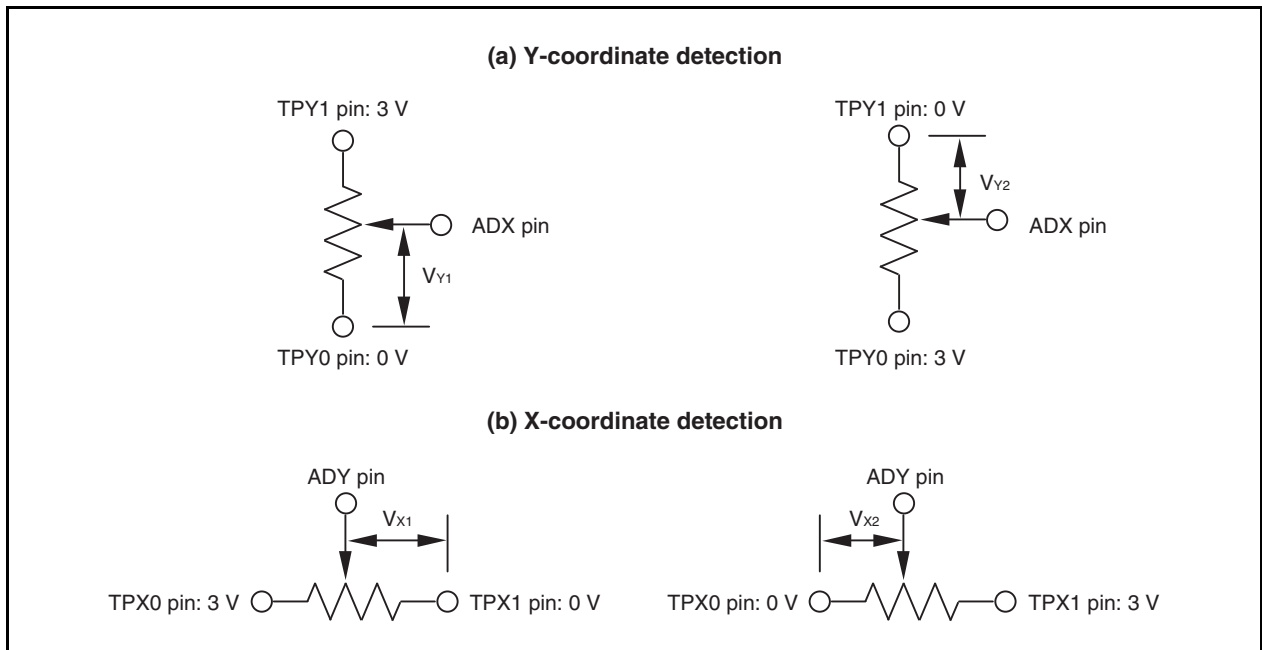 (a) Y-coordinate detection
TPY1 pin: 3 V
TPY1 pin: 0 V
VY2
ADX pin
ADX pin
VY1
TPY0 pin: 0 V
TPY0 pin: 3 V
(b) X-coordinate detection
ADY pin
ADY pin
VX1
VX2
TPX0 pin: 3 V
TPX1 pin: 0 V
TPX0 pin: 0 V
TPX1 pin: 3 V